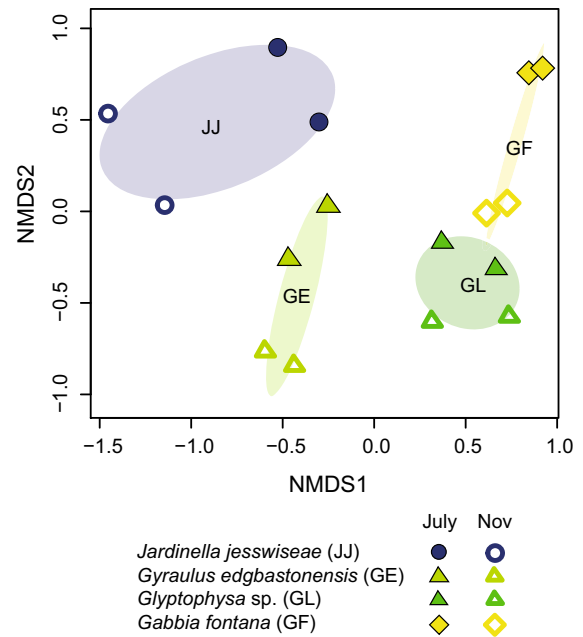 1.0
0.5
0.0
−0.5
−1.0
NMDS2
JJ
GF
GE
GL
−1.5 −1.0 −0.5 0.0 0.5 1.0
NMDS1
July Nov
Jardinella jesswiseae (JJ)
Gyraulus edgbastonensis (GE)
Glyptophysa sp. (GL)
Gabbia fontana (GF)